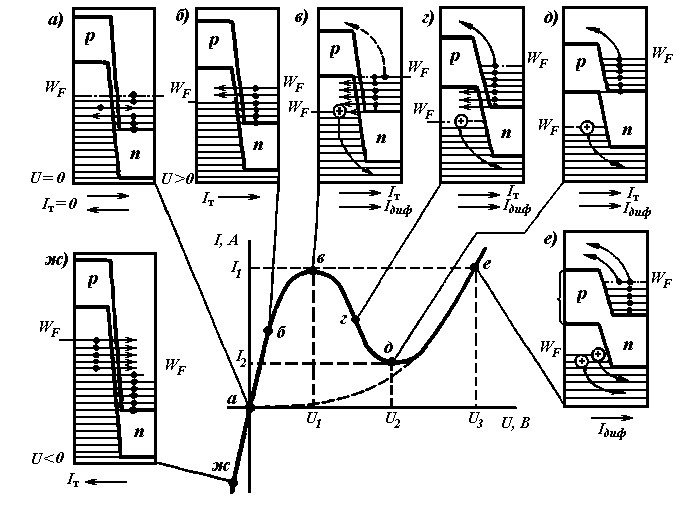 а)
p
W_F
n
U = 0
I_т = 0
б)
p
W_F
n
U > 0
I_т
в)
p
W_F
W_F
n
I_т
I_диф
г)
p
W_F
W_F
n
I_т
I_диф
д)
p
W_F
W_F
n
I_т
I_диф
ж)
p
W_F
W_F
n
U < 0
I_т
I, А
I_1
I_2
а
б
в
г
д
е
ж
U_1
U_2
U_3
U, В
е)
p
W_F
W_F
n
I_диф